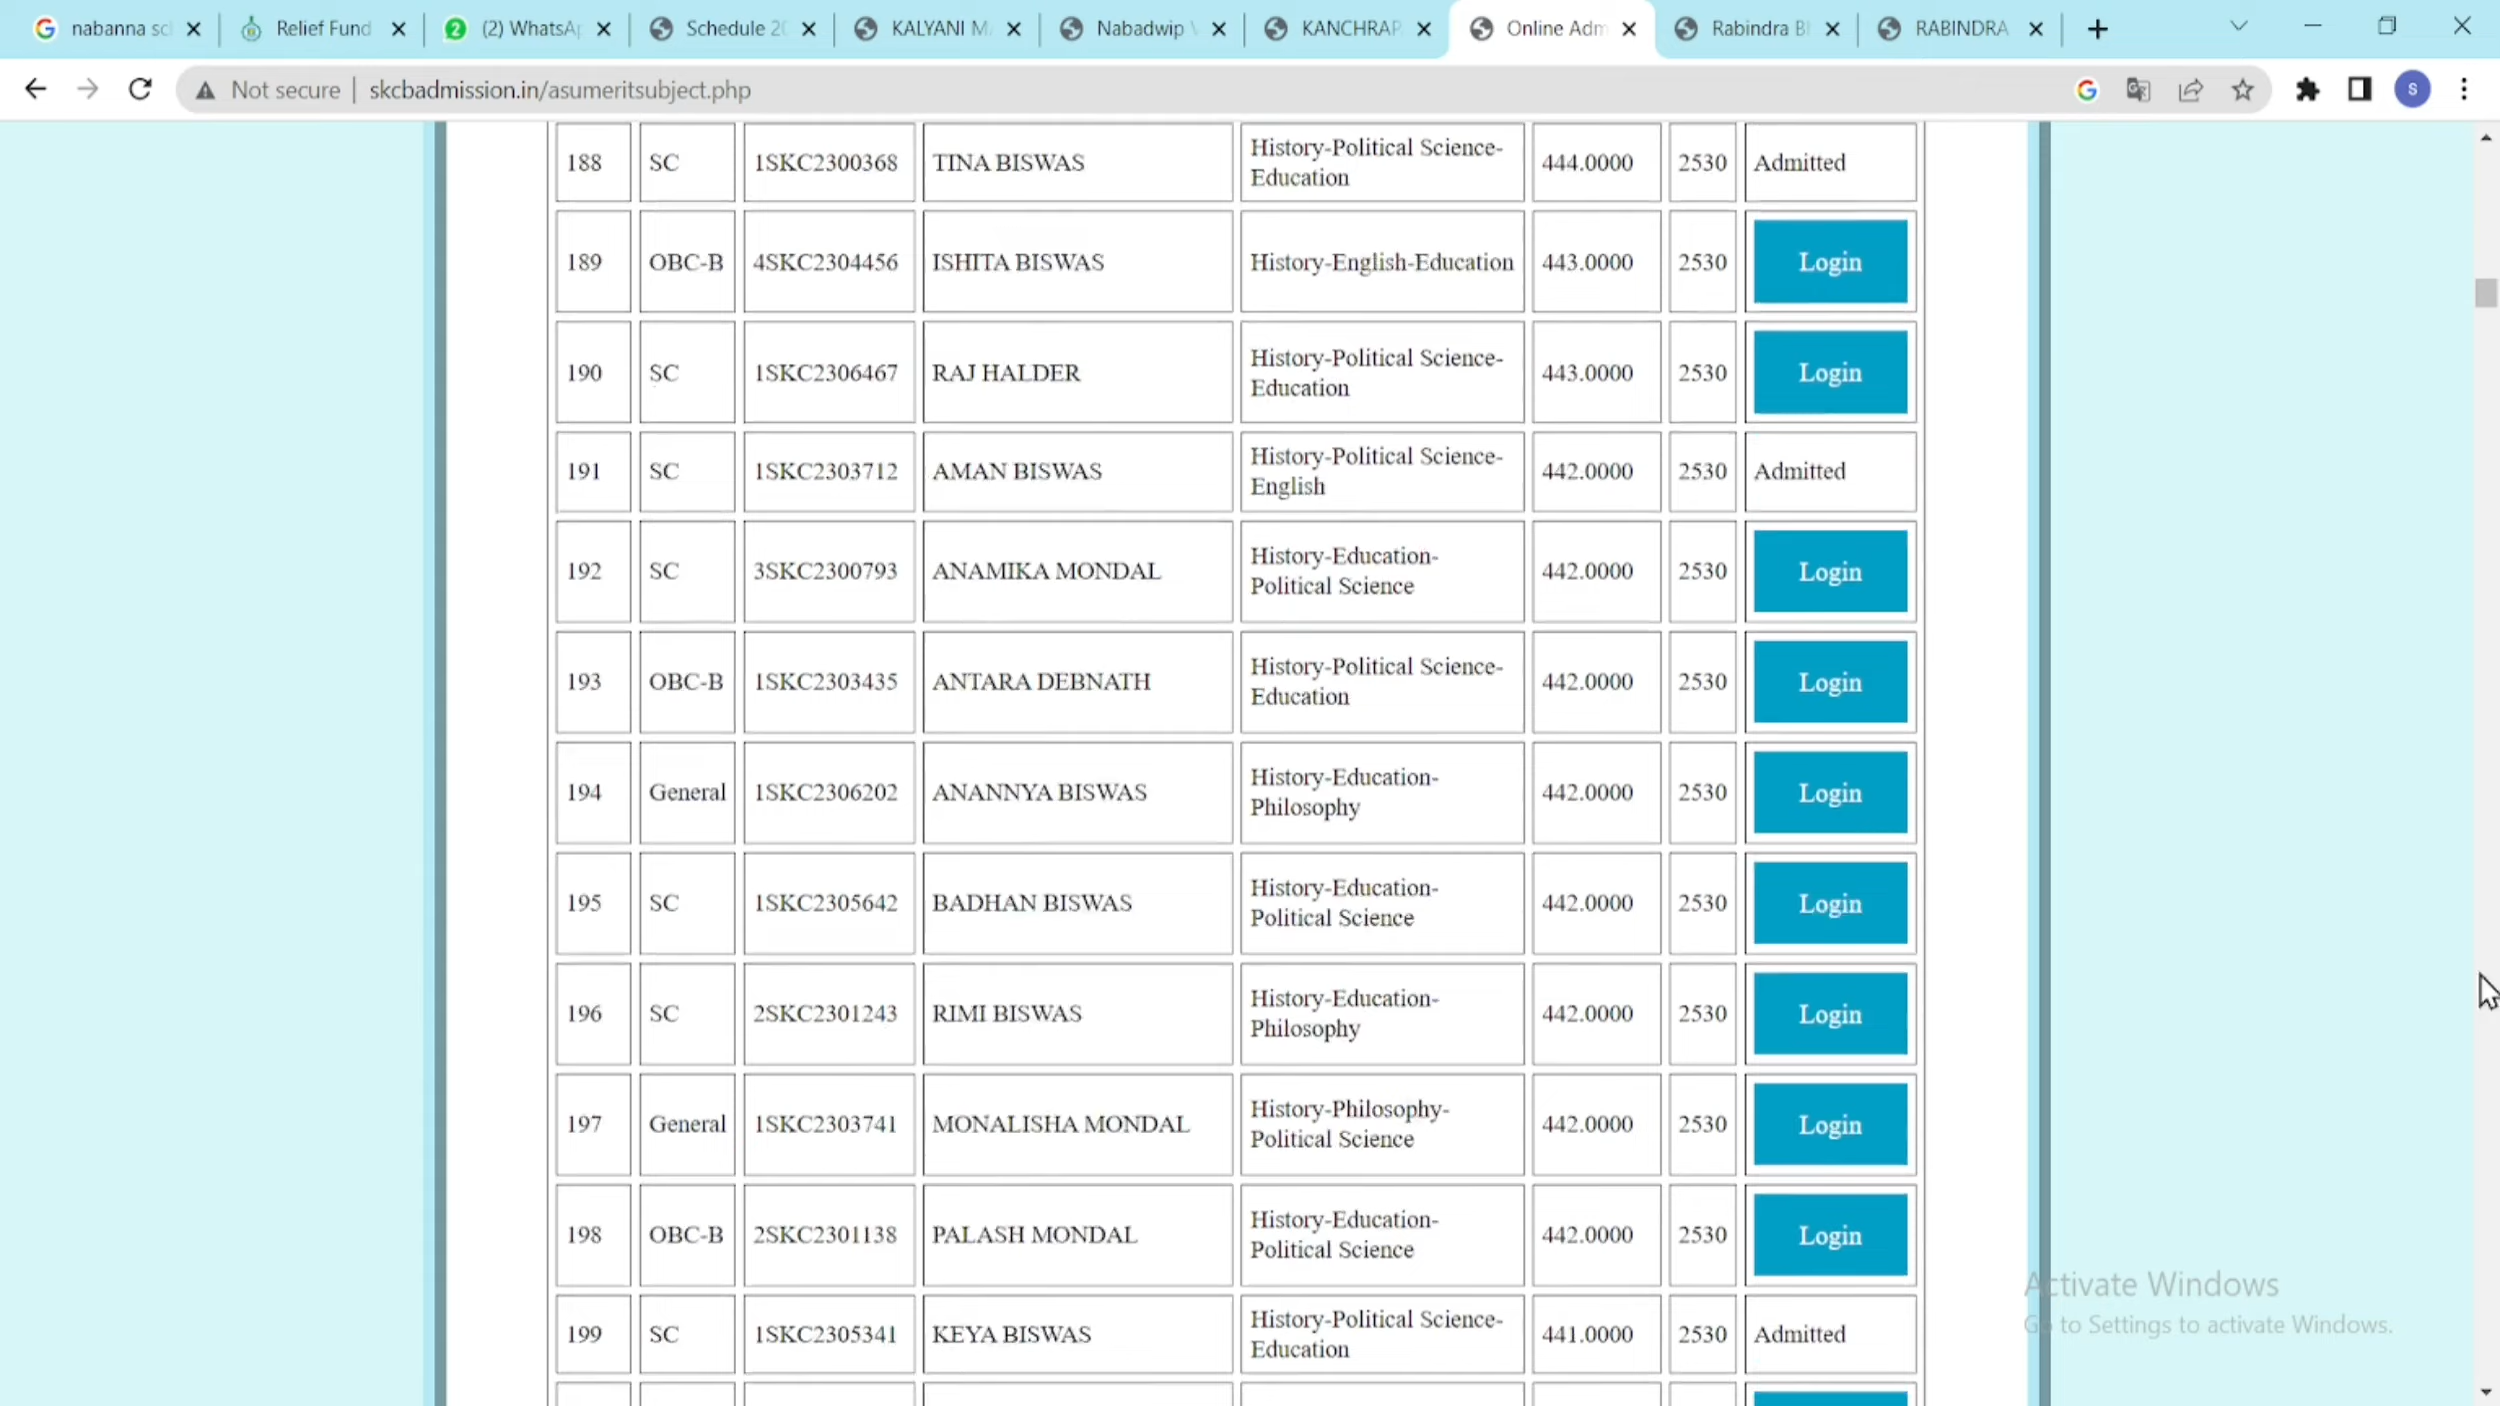 nabanna sc
Relief Fund
(2) WhatsA
Schedule 2
KALYANI M
Nabadwip
KANCHRAP
Online Adm
Rabindra B
RABINDRA
Not secure | skcbadmission.in/asumeritsubject.php
S
188 SC 1SKC2300368 TINA BISWAS History-Political Science- 444.0000 2530 Admitted
Education
189 OBC-B 4SKC2304456 ISHITA BISWAS History-English-Education 443.0000 2530 Login
190 SC 1SKC2306467 RAJ HALDER History-Political Science- 443.0000 2530 Login
Education
191 SC 1SKC2303712 AMAN BISWAS History-Political Science- 442.0000 2530 Admitted
English
192 SC 3SKC2300793 ANAMIKA MONDAL History-Education- 442.0000 2530 Login
Political Science
193 OBC-B 1SKC2303435 ANTARA DEBNATH History-Political Science- 442.0000 2530 Login
Education
194 General 1SKC2306202 ANANNYA BISWAS History-Education- 442.0000 2530 Login
Philosophy
195 SC 1SKC2305642 BADHAN BISWAS History-Education- 442.0000 2530 Login
Political Science
196 SC 2SKC2301243 RIMI BISWAS History-Education- 442.0000 2530 Login
Philosophy
197 General 1SKC2303741 MONALISHA MONDAL History-Philosophy- 442.0000 2530 Login
Political Science
198 OBC-B 2SKC2301138 PALASH MONDAL History-Education- 442.0000 2530 Login
Political Science
199 SC 1SKC2305341 KEYA BISWAS History-Political Science- 441.0000 2530 Admitted
Education
Activate Windows
Go to Settings to activate Windows.